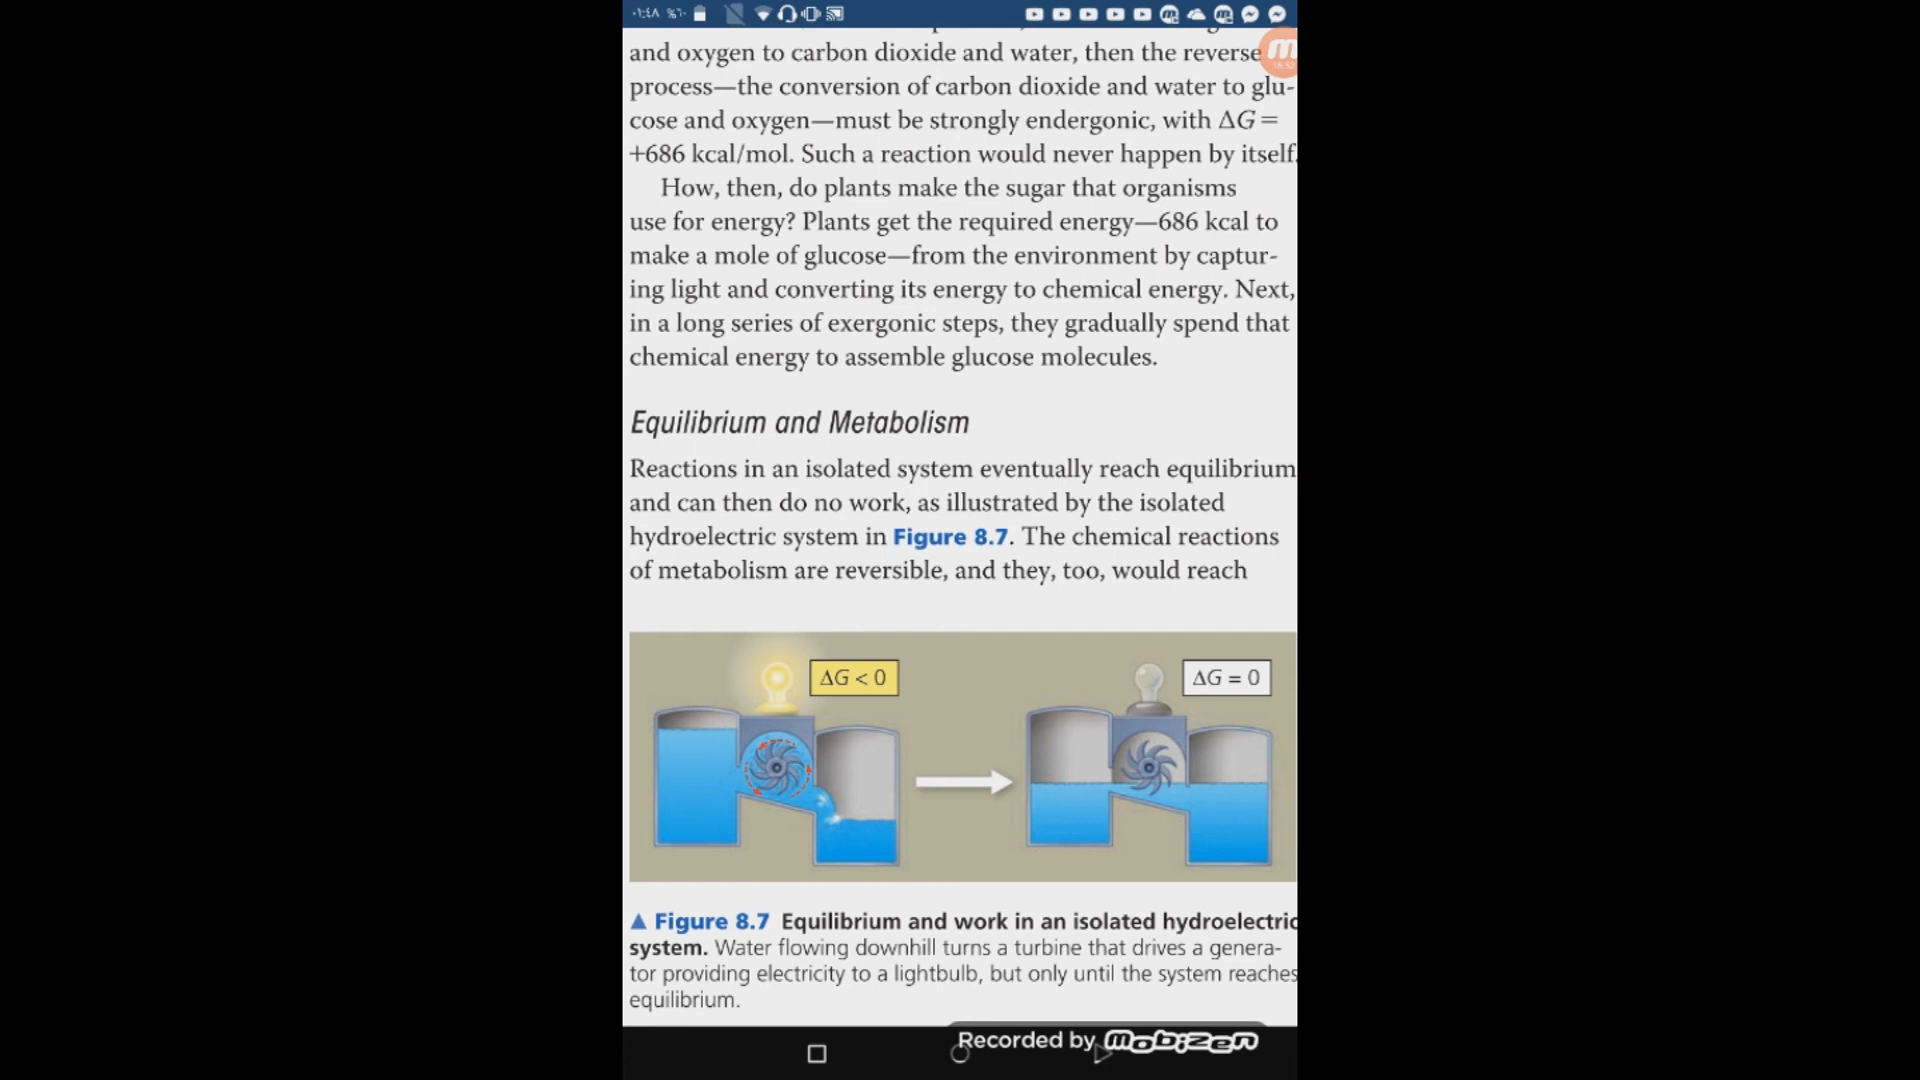 ٠١:٤٨ %٦٠
and oxygen to carbon dioxide and water, then the reverse
process—the conversion of carbon dioxide and water to glu-
cose and oxygen—must be strongly endergonic, with ΔG =
+686 kcal/mol. Such a reaction would never happen by itself.
How, then, do plants make the sugar that organisms
use for energy? Plants get the required energy—686 kcal to
make a mole of glucose—from the environment by captur-
ing light and converting its energy to chemical energy. Next,
in a long series of exergonic steps, they gradually spend that
chemical energy to assemble glucose molecules.
Equilibrium and Metabolism
Reactions in an isolated system eventually reach equilibrium
and can then do no work, as illustrated by the isolated
hydroelectric system in Figure 8.7. The chemical reactions
of metabolism are reversible, and they, too, would reach
ΔG < 0
ΔG = 0
▲ Figure 8.7 Equilibrium and work in an isolated hydroelectric
system. Water flowing downhill turns a turbine that drives a genera-
tor providing electricity to a lightbulb, but only until the system reaches
equilibrium.
Recorded by mobizen